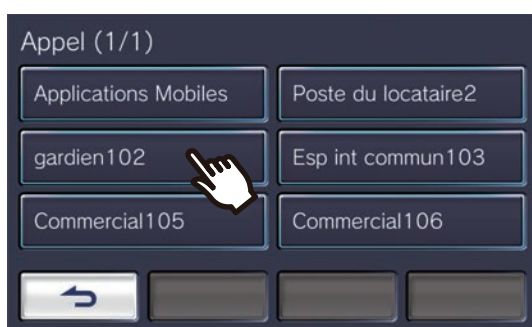 Appel (1/1)
Applications Mobiles
Poste du locataire2
gardien102
Esp int commun103
Commercial105
Commercial106